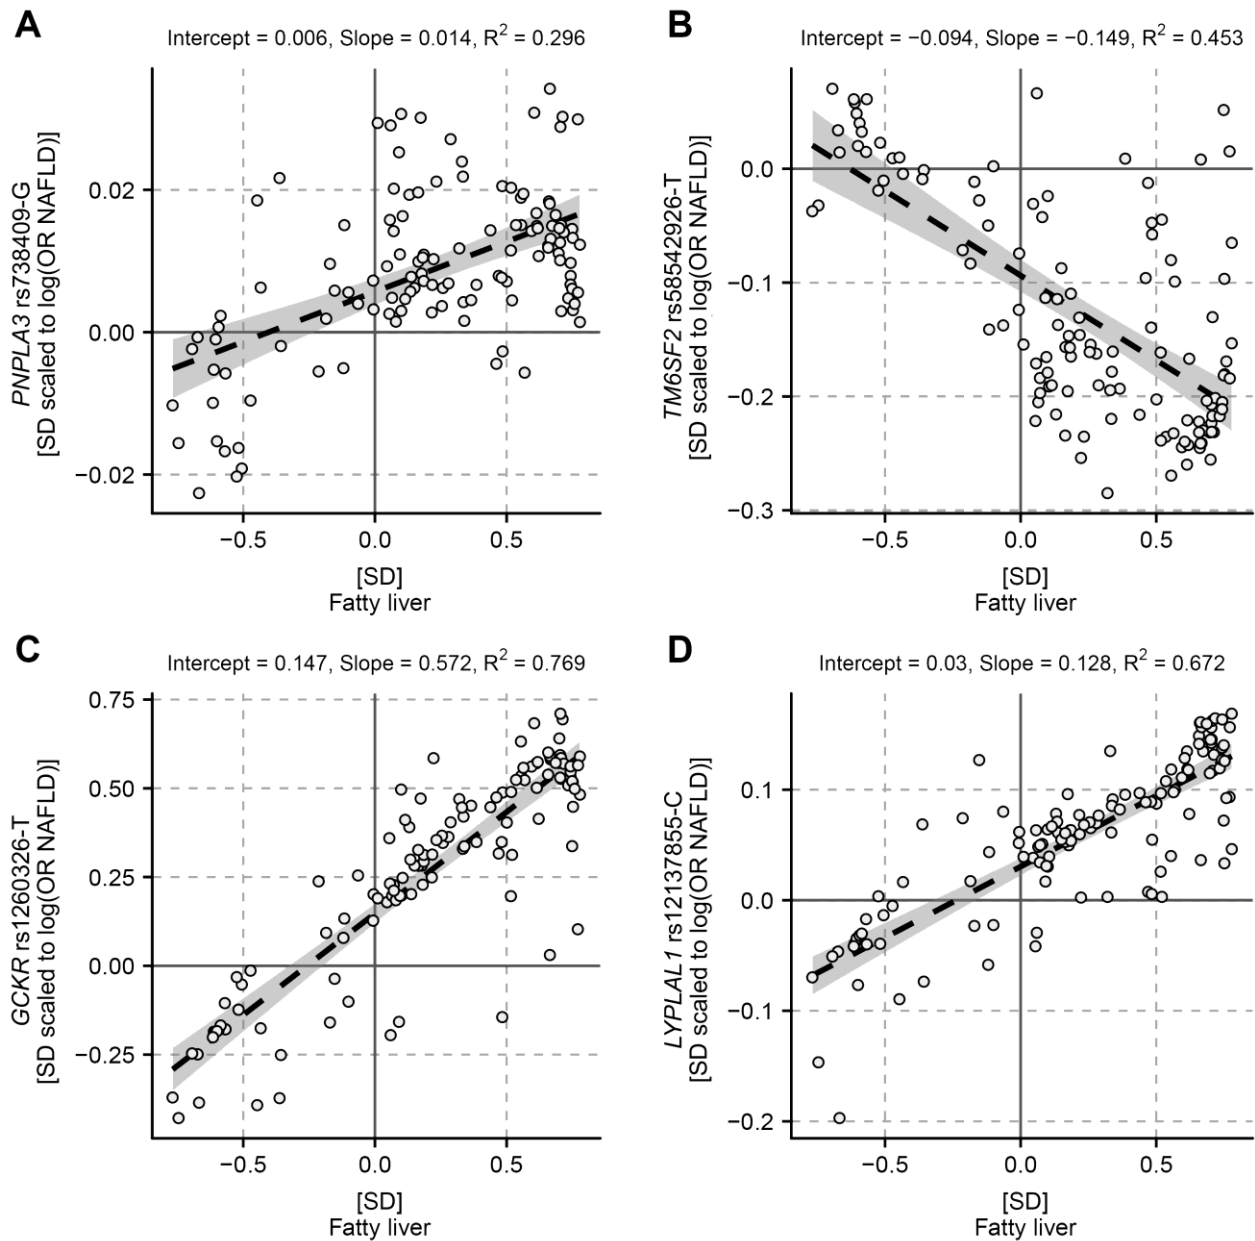 A
Intercept = 0.006, Slope = 0.014, R² = 0.296
PNPLA3 rs738409-G
[SD scaled to log(OR NAFLD)]
0.02
0.00
−0.02
−0.5
0.0
0.5
[SD]
Fatty liver
B
Intercept = −0.094, Slope = −0.149, R² = 0.453
TM6SF2 rs58542926-T
[SD scaled to log(OR NAFLD)]
0.0
−0.1
−0.2
−0.3
−0.5
0.0
0.5
[SD]
Fatty liver
C
Intercept = 0.147, Slope = 0.572, R² = 0.769
GCKR rs1260326-T
[SD scaled to log(OR NAFLD)]
0.75
0.50
0.25
0.00
−0.25
−0.5
0.0
0.5
[SD]
Fatty liver
D
Intercept = 0.03, Slope = 0.128, R² = 0.672
LYPLAL1 rs12137855-C
[SD scaled to log(OR NAFLD)]
0.1
0.0
−0.1
−0.2
−0.5
0.0
0.5
[SD]
Fatty liver